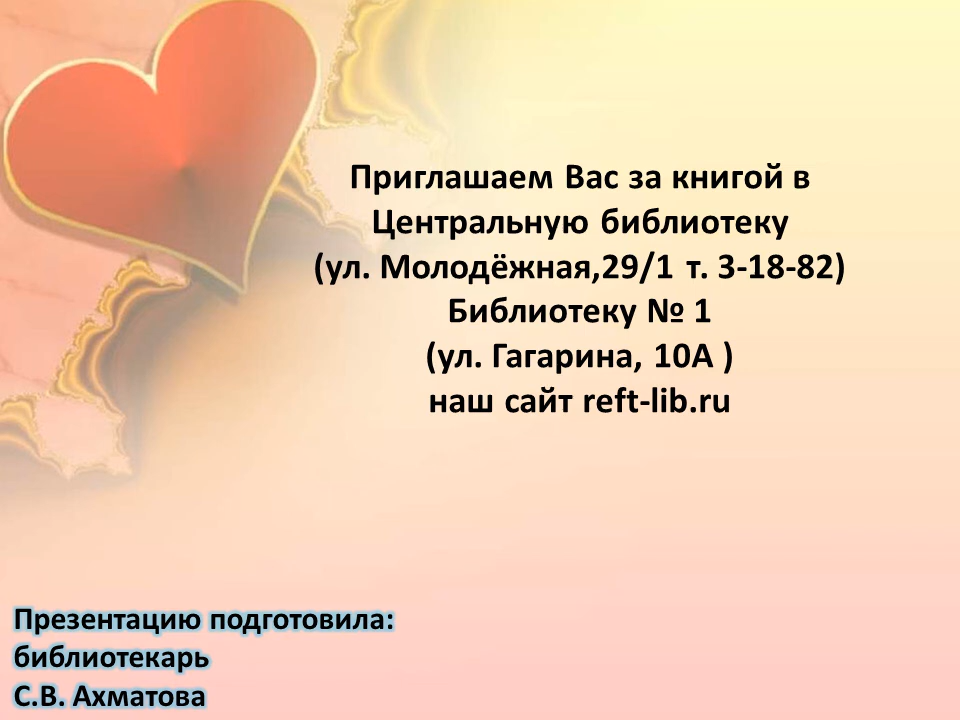 Приглашаем Вас за книгой в
Центральную библиотеку
(ул. Молодёжная,29/1 т. 3-18-82)
Библиотеку № 1
(ул. Гагарина, 10А )
наш сайт reft-lib.ru
Презентацию подготовила:
библиотекарь
С.В. Ахматова